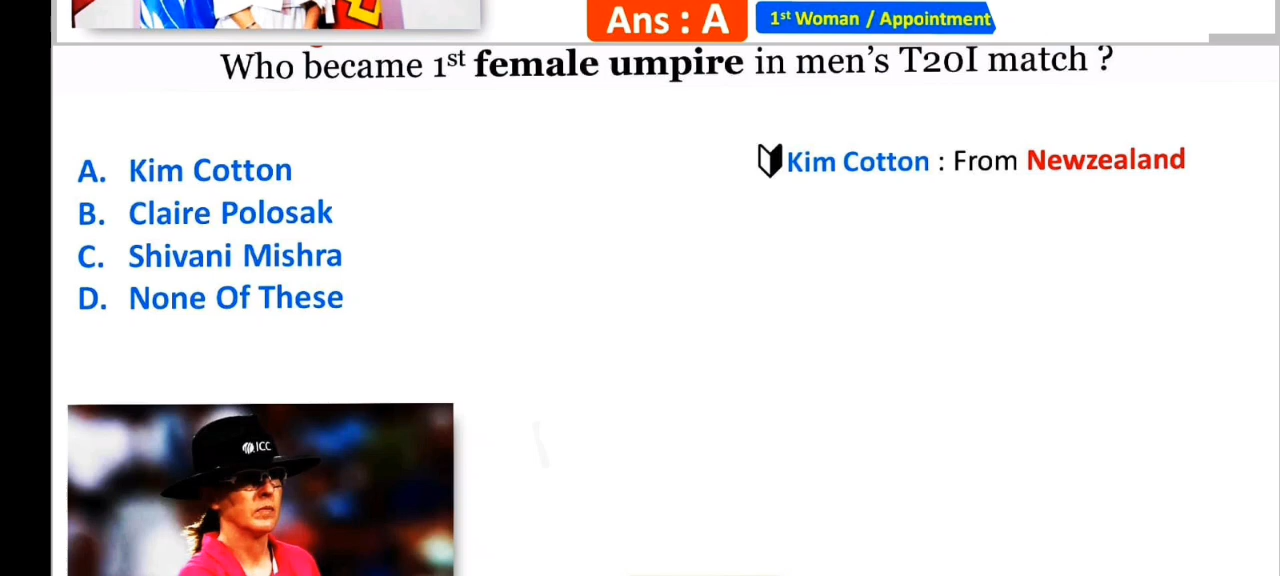 Ans : A
1st Woman / Appointment
Who became 1st female umpire in men’s T20I match ?
A. Kim Cotton
B. Claire Polosak
C. Shivani Mishra
D. None Of These
Kim Cotton : From Newzealand
ICC